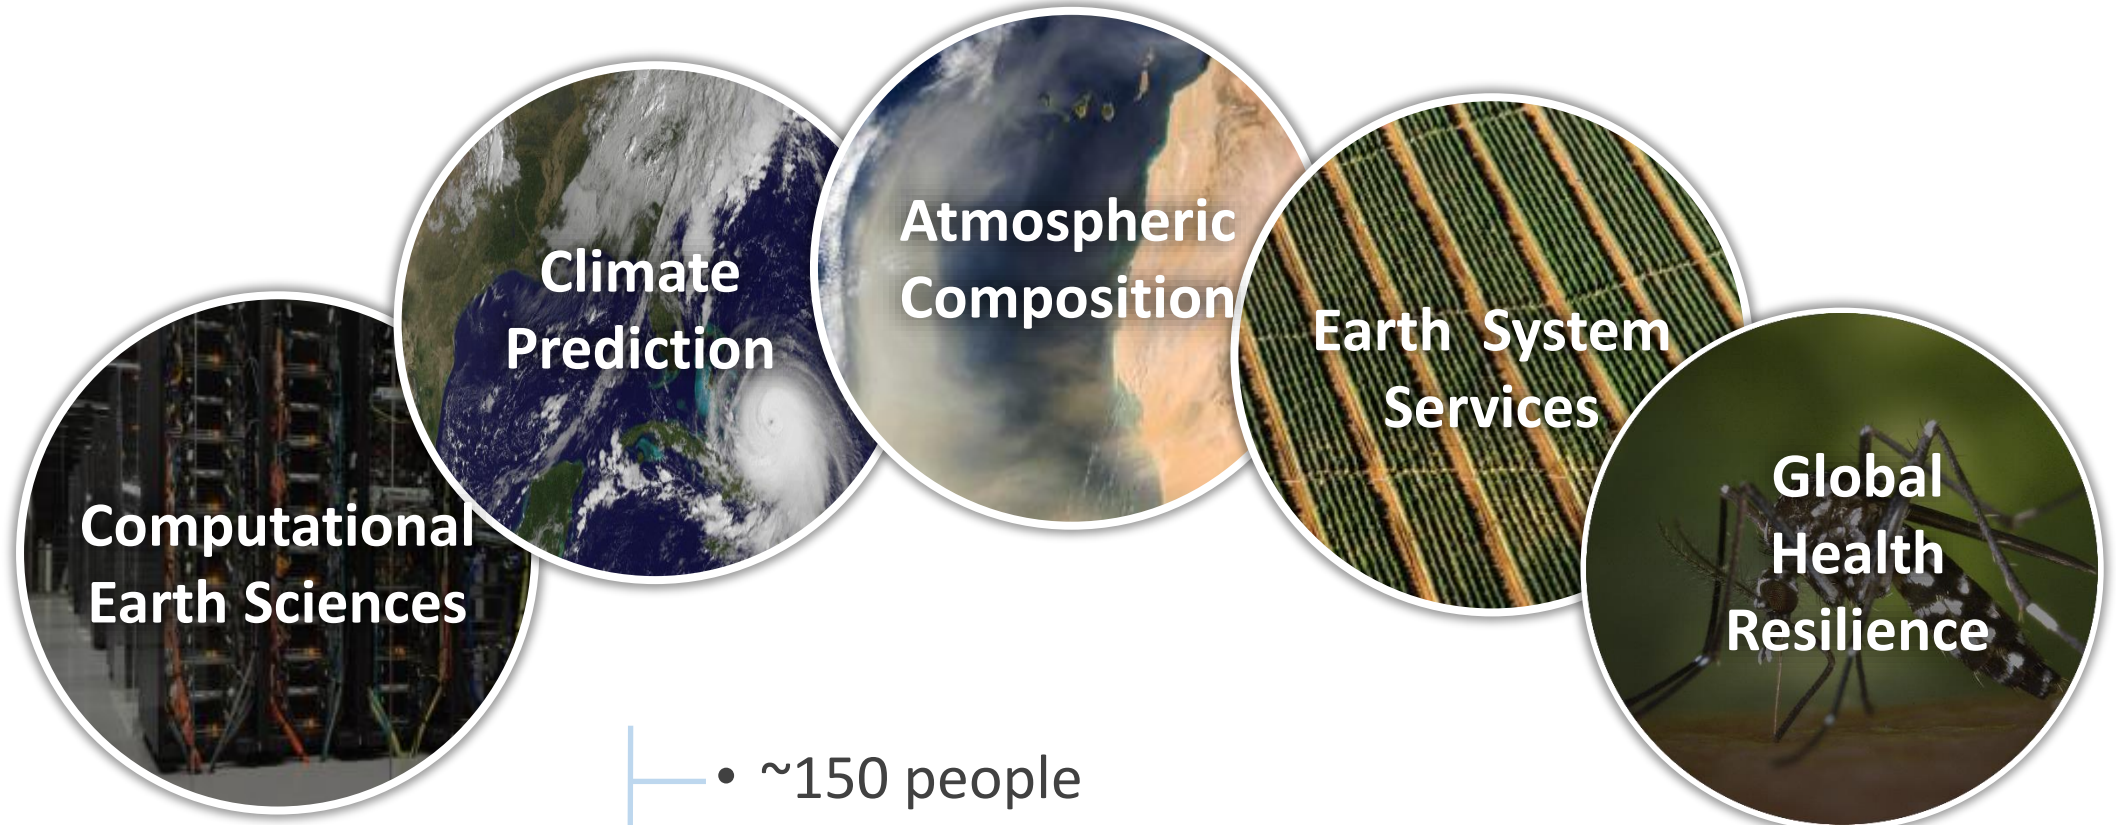 Computational
Earth Sciences
Climate
Prediction
Atmospheric
Composition
Earth System
Services
Global
Health
Resilience
• ~150 people